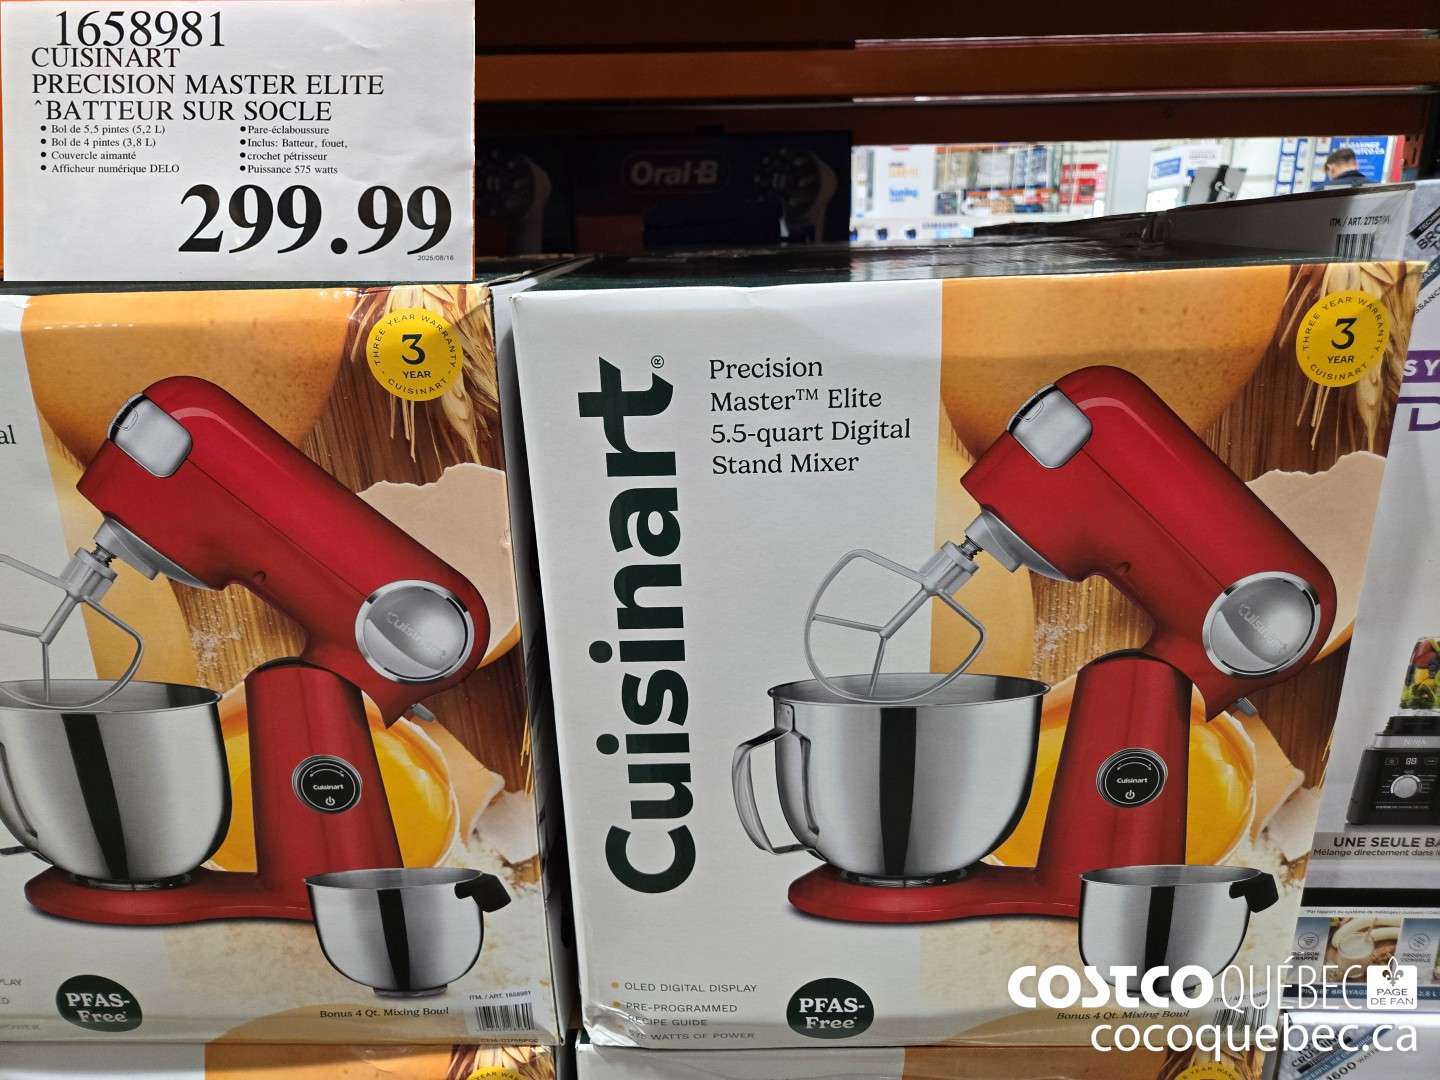 1658981
CUISINART
PRECISION MASTER ELITE
^BATTEUR SUR SOCLE
• Bol de 5,5 pintes (5,2 L)
• Bol de 4 pintes (3,8 L)
• Couvercle aimanté
• Afficheur numérique DELO
• Pare-éclaboussure
• Inclus: Batteur, fouet,
• crochet pétrisseur
• Puissance 575 watts
299.99
2025/08/16
Oral-B
ITM. / ART.
THREE YEAR WARRANTY
3
YEAR
CUISINART
Cuisinart
Cuisinart
PFAS-
Free*
ITM. / ART. 1658981
Bonus 4 Qt. Mixing Bowl
Cuisinart®
Precision
Master™ Elite
5.5-quart Digital
Stand Mixer
THREE YEAR WARRANTY
3
YEAR
CUISINART
Cuisinart
Cuisinart
• OLED DIGITAL DISPLAY
• PRE-PROGRAMMED
RECIPE GUIDE
WATTS OF POWER
PFAS-
Free*
Bonus 4 Qt. Mixing Bowl
NINJA
UNE SEULE
Mélange directement dans
COSTCO QUÉBEC
PAGE
DE FAN
cocoquebec.ca